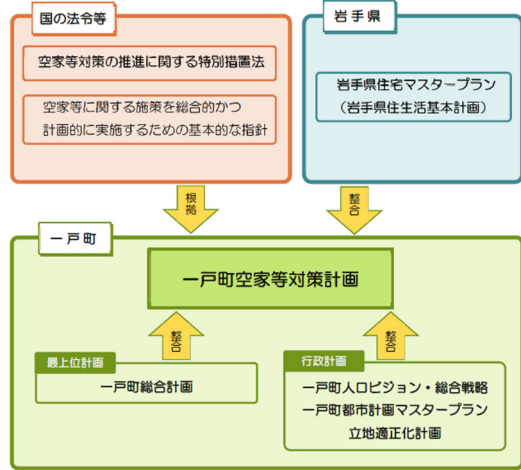 国の法令等
空家等対策の推進に関する特別措置法
空家等に関する施策を総合的かつ
計画的に実施するための基本的な指針
岩手県
岩手県住宅マスタープラン
（岩手県住生活基本計画）
根拠
整合
一戸町
一戸町空家等対策計画
整合
整合
最上位計画
一戸町総合計画
行政計画
一戸町人口ビジョン・総合戦略
一戸町都市計画マスタープラン
立地適正化計画